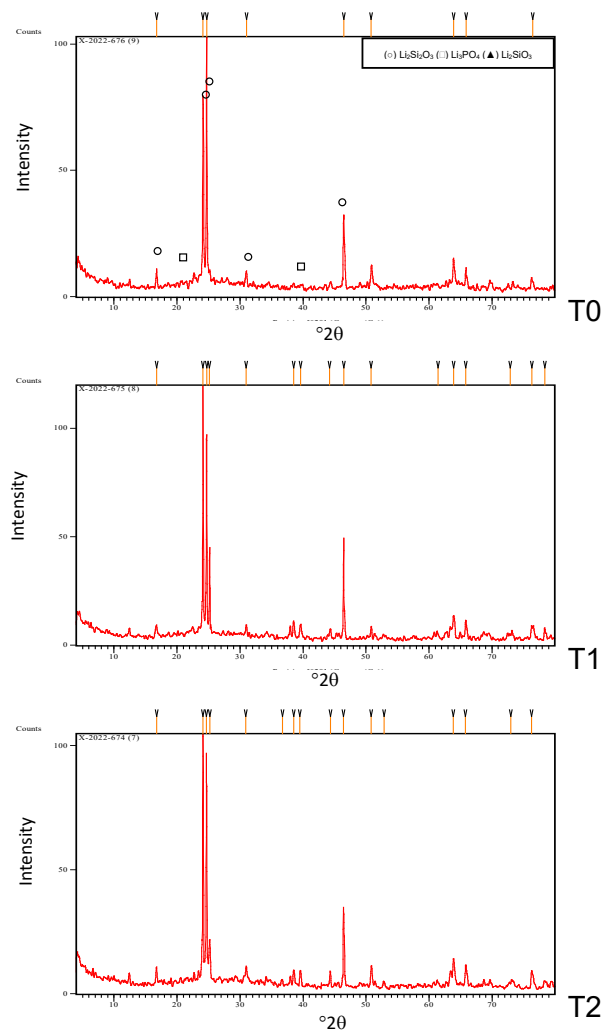 Counts
X-2022-676 (9)
(○) Li₂Si₂O₃ (□) Li₃PO₄ (▲) Li₂SiO₃
100
50
0
Intensity
10 20 30 40 50 60 70
°2θ
T0
Counts
X-2022-675 (8)
100
50
0
Intensity
10 20 30 40 50 60 70
°2θ
T1
Counts
X-2022-674 (7)
100
50
0
Intensity
10 20 30 40 50 60 70
°2θ
T2